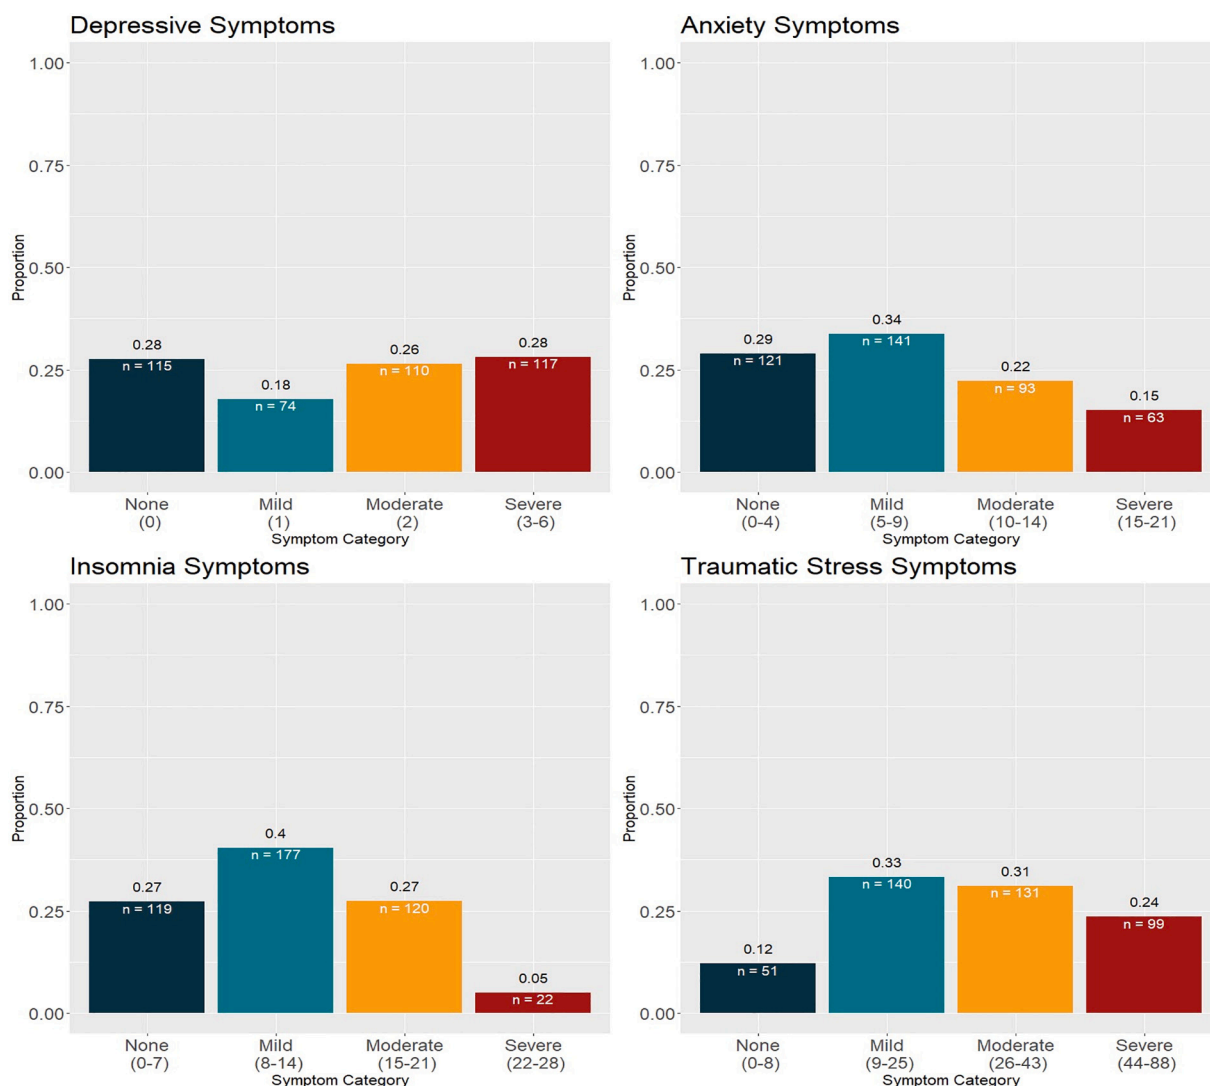 Depressive Symptoms
1.00
0.75
0.50
0.25
0.00
Proportion
0.28
n = 115
0.18
n = 74
0.26
n = 110
0.28
n = 117
None
(0)
Mild
(1)
Moderate
(2)
Severe
(3-6)
Symptom Category
Anxiety Symptoms
1.00
0.75
0.50
0.25
0.00
Proportion
0.29
n = 121
0.34
n = 141
0.22
n = 93
0.15
n = 63
None
(0-4)
Mild
(5-9)
Moderate
(10-14)
Severe
(15-21)
Symptom Category
Insomnia Symptoms
1.00
0.75
0.50
0.25
0.00
Proportion
0.27
n = 119
0.4
n = 177
0.27
n = 120
0.05
n = 22
None
(0-7)
Mild
(8-14)
Moderate
(15-21)
Severe
(22-28)
Symptom Category
Traumatic Stress Symptoms
1.00
0.75
0.50
0.25
0.00
Proportion
0.12
n = 51
0.33
n = 140
0.31
n = 131
0.24
n = 99
None
(0-8)
Mild
(9-25)
Moderate
(26-43)
Severe
(44-88)
Symptom Category